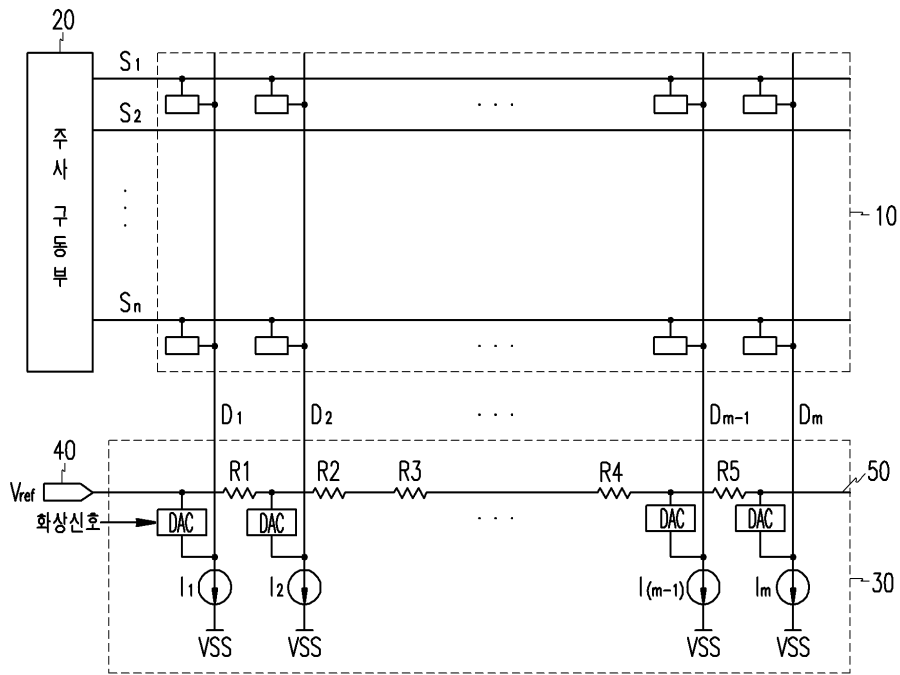 20
S1
S2
Sn
주사 구동부
10
D1 D2 Dm-1 Dm
40
Vref
R1 R2 R3 R4 R5
50
화상신호
DAC DAC DAC DAC
I1 I2 I(m-1) Im
30
VSS VSS VSS VSS